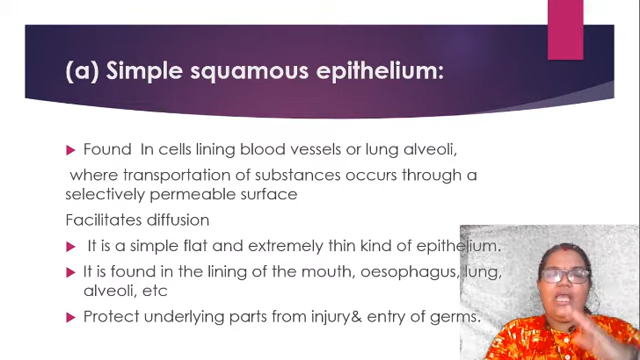 (a) Simple squamous epithelium:
Found In cells lining blood vessels or lung alveoli,
where transportation of substances occurs through a
selectively permeable surface
Facilitates diffusion
It is a simple flat and extremely thin kind of epithelium.
It is found in the lining of the mouth, oesophagus, lung,
alveoli, etc
Protect underlying parts from injury& entry of germs.